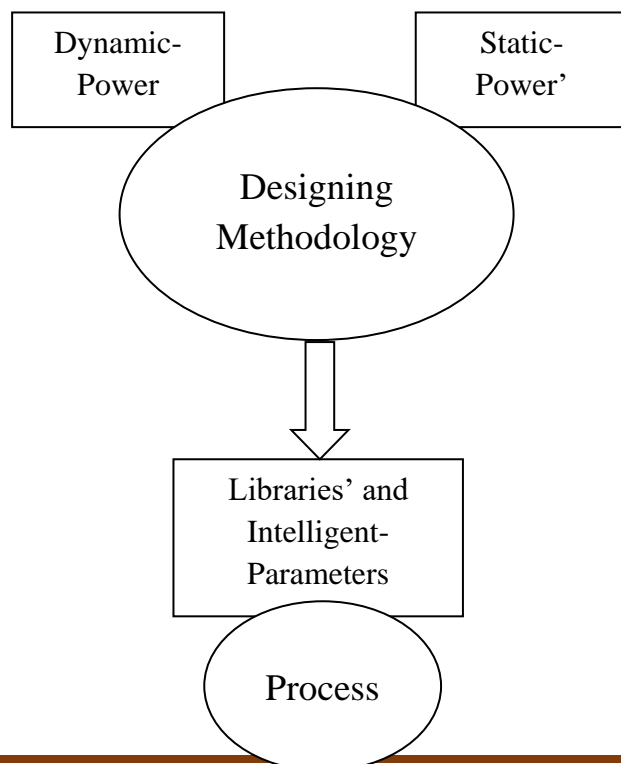 Dynamic-
Power
Static-
Power’
Designing
Methodology
Libraries’ and
Intelligent-
Parameters
Process